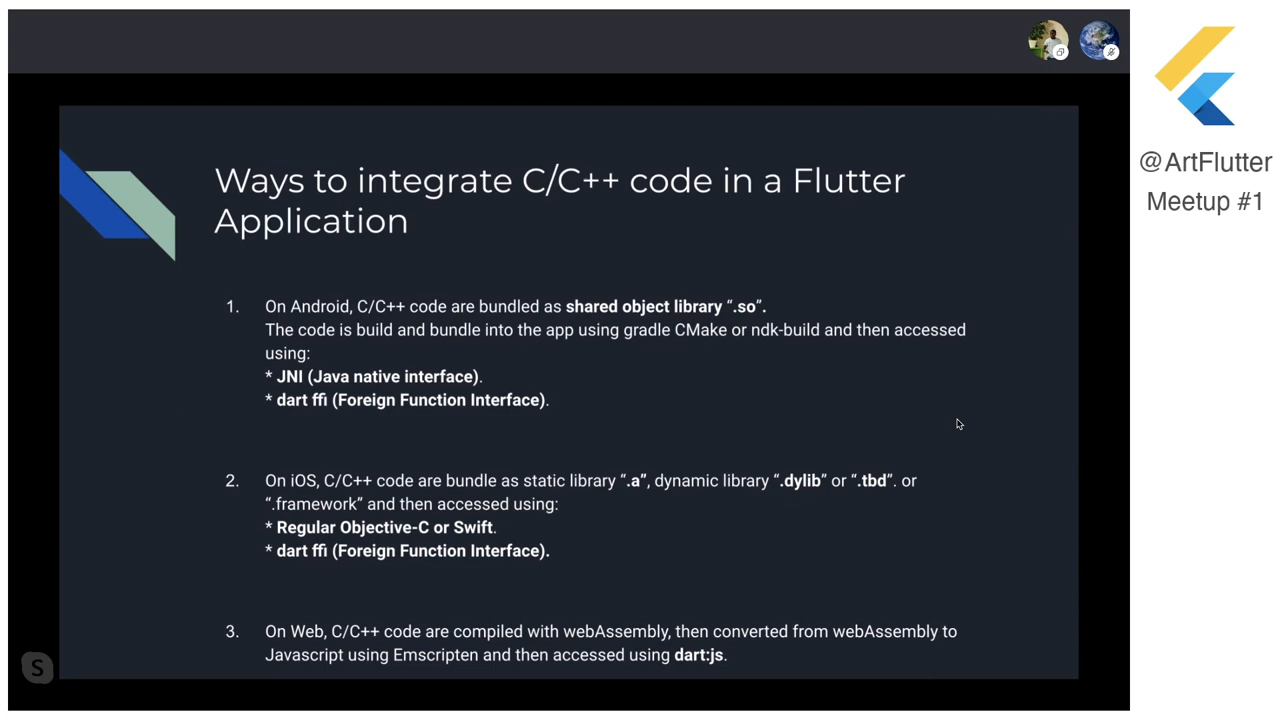 @ArtFlutter
Meetup #1
Ways to integrate C/C++ code in a Flutter
Application
1. On Android, C/C++ code are bundled as shared object library “.so”.
The code is build and bundle into the app using gradle CMake or ndk-build and then accessed
using:
* JNI (Java native interface).
* dart ffi (Foreign Function Interface).
2. On iOS, C/C++ code are bundle as static library “.a”, dynamic library “.dylib” or “.tbd”. or
“.framework” and then accessed using:
* Regular Objective-C or Swift.
* dart ffi (Foreign Function Interface).
3. On Web, C/C++ code are compiled with webAssembly, then converted from webAssembly to
Javascript using Emscripten and then accessed using dart:js.
S